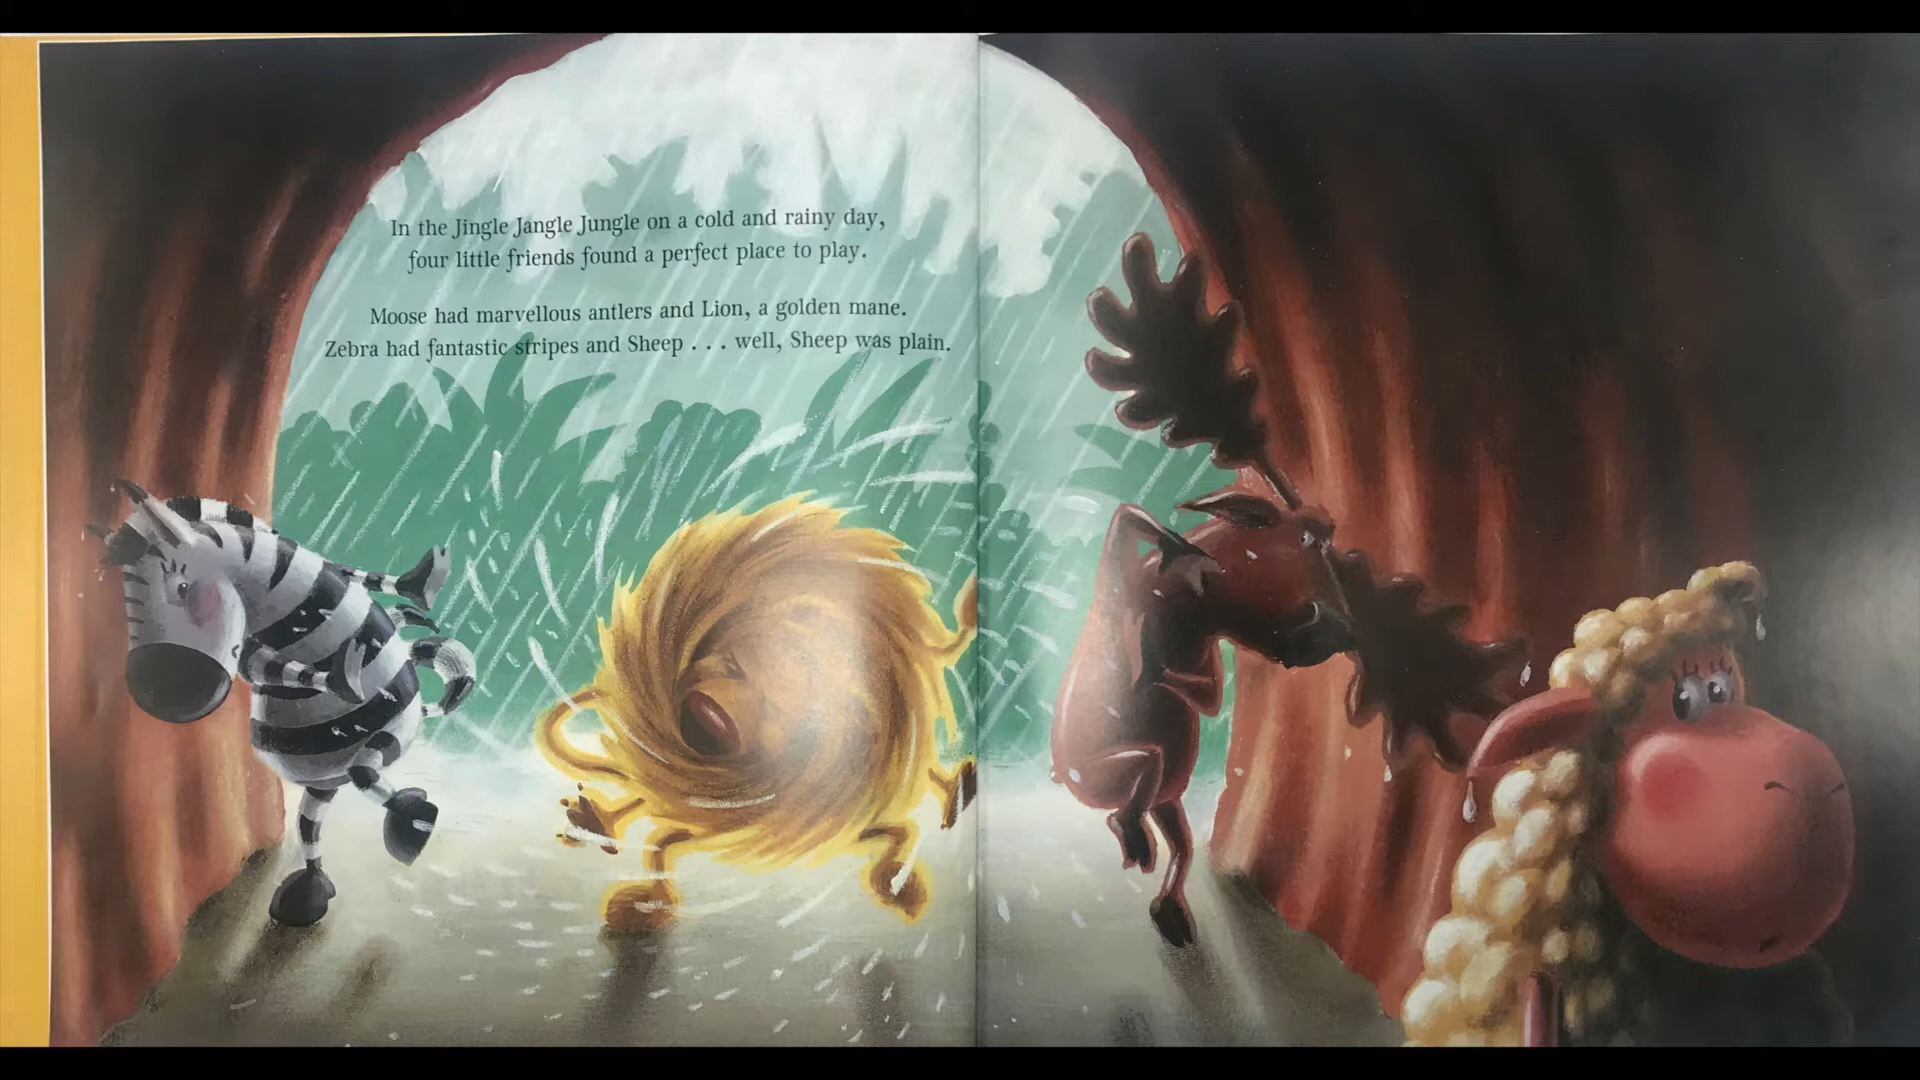 In the Jingle Jangle Jungle on a cold and rainy day,
four little friends found a perfect place to play.
Moose had marvellous antlers and Lion, a golden mane.
Zebra had fantastic stripes and Sheep . . . well, Sheep was plain.